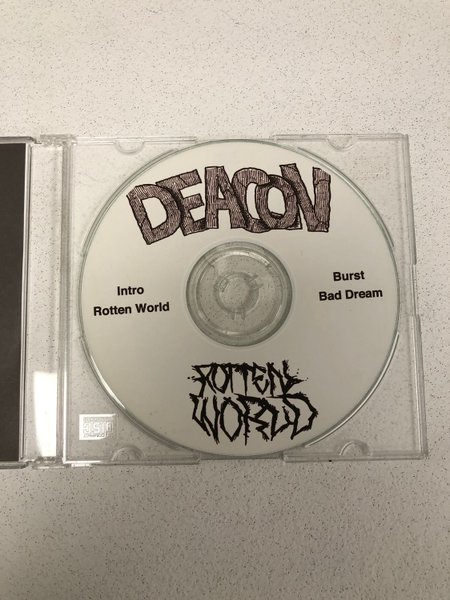 DEACON
Intro
Rotten World
Burst
Bad Dream
ROTTEN
WORLD